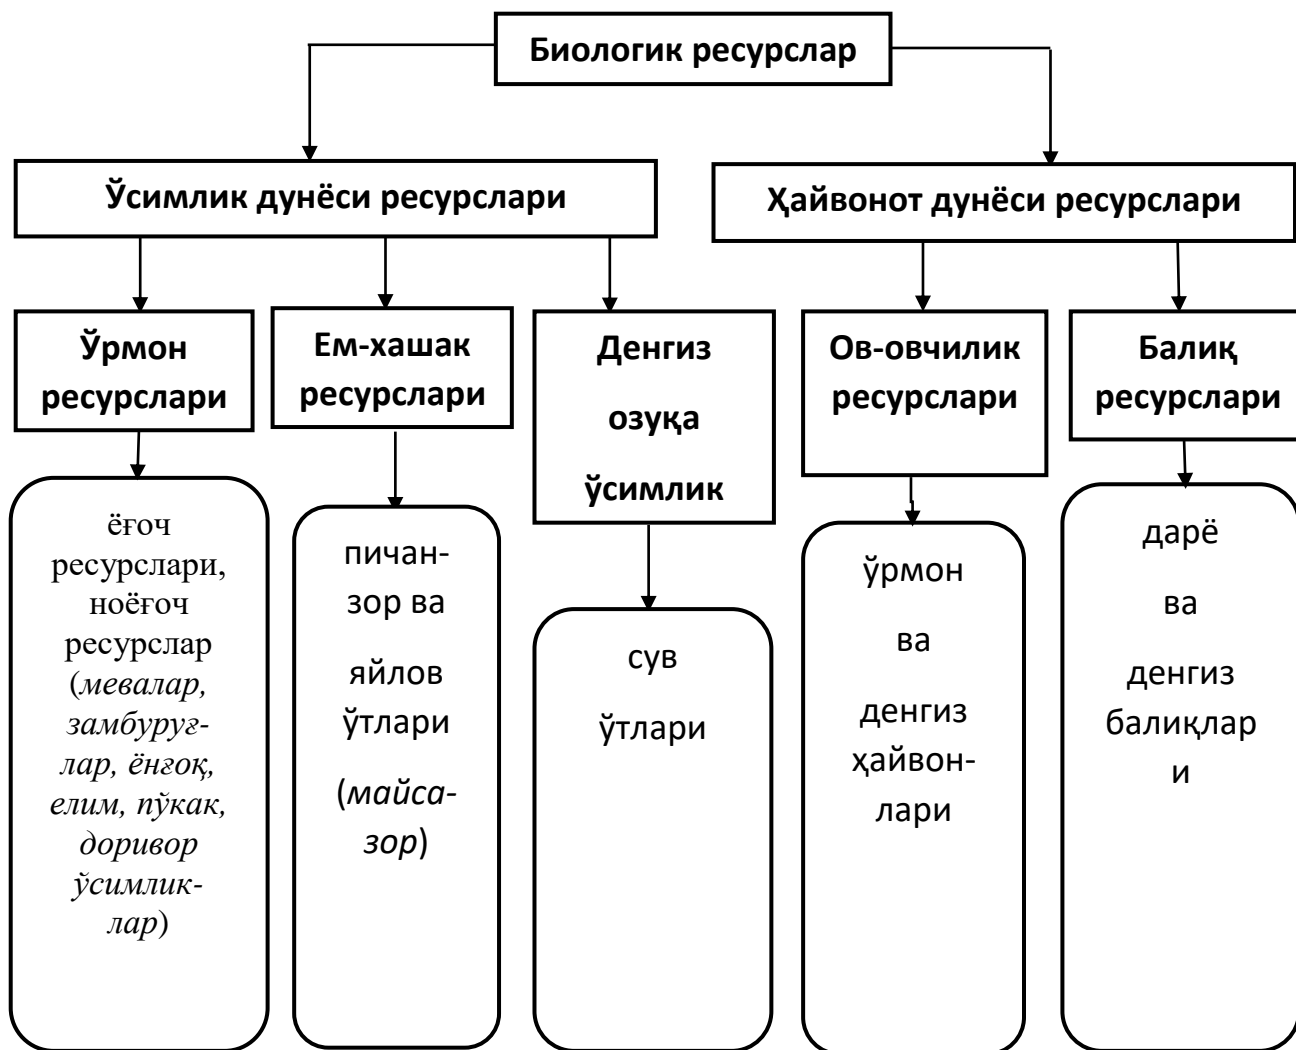 Биологик ресурслар
Ўсимлик дунёси ресурслари
Ҳайвонот дунёси ресурслари
Ўрмон
ресурслари
Ем-хашак
ресурслари
Денгиз
озуқа
ўсимлик
Ов-овчилик
ресурслари
Балиқ
ресурслари
ёғоч
ресурслари,
ноёғоч
ресурслар
(мевалар,
замбуруғ-
лар, ёнғоқ,
елим, пўкак,
доривор
ўсимлик-
лар)
пичан-
зор ва
яйлов
ўтлари
(майса-
зор)
сув
ўтлари
ўрмон
ва
денгиз
ҳайвон-
лари
дарё
ва
денгиз
балиқлар
и